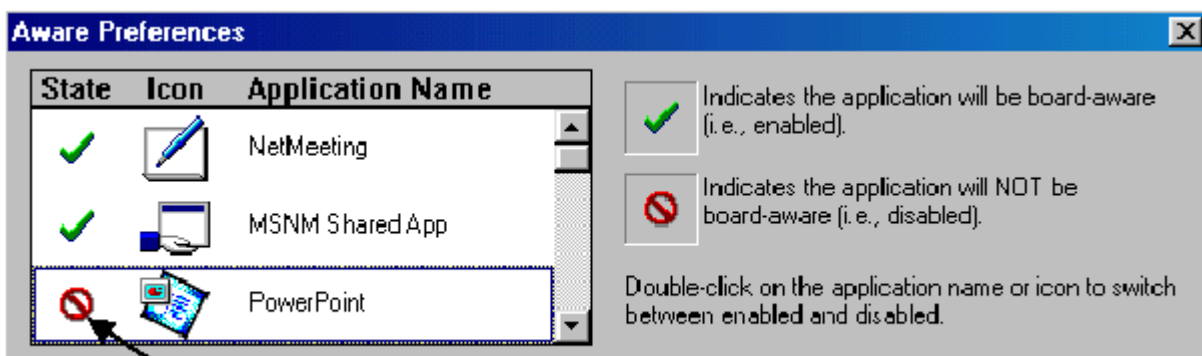 Aware Preferences
State Icon Application Name
NetMeeting
MSNM Shared App
PowerPoint
Indicates the application will be board-aware
(i.e., enabled).
Indicates the application will NOT be
board-aware (i.e., disabled).
Double-click on the application name or icon to switch
between enabled and disabled.